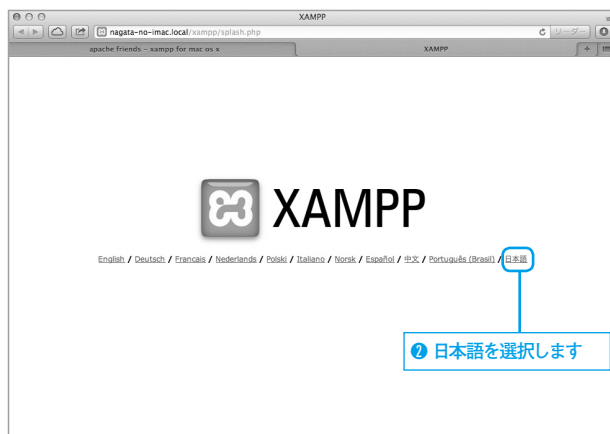 XAMPP
nagata-no-imac.local/xampp/splash.php
リーダー
apache friends – xampp for mac os x
XAMPP
XAMPP
English / Deutsch / Francais / Nederlands / Polski / Italiano / Norsk / Español / 中文 / Português (Brasil) / 日本語
❷ 日本語を選択します